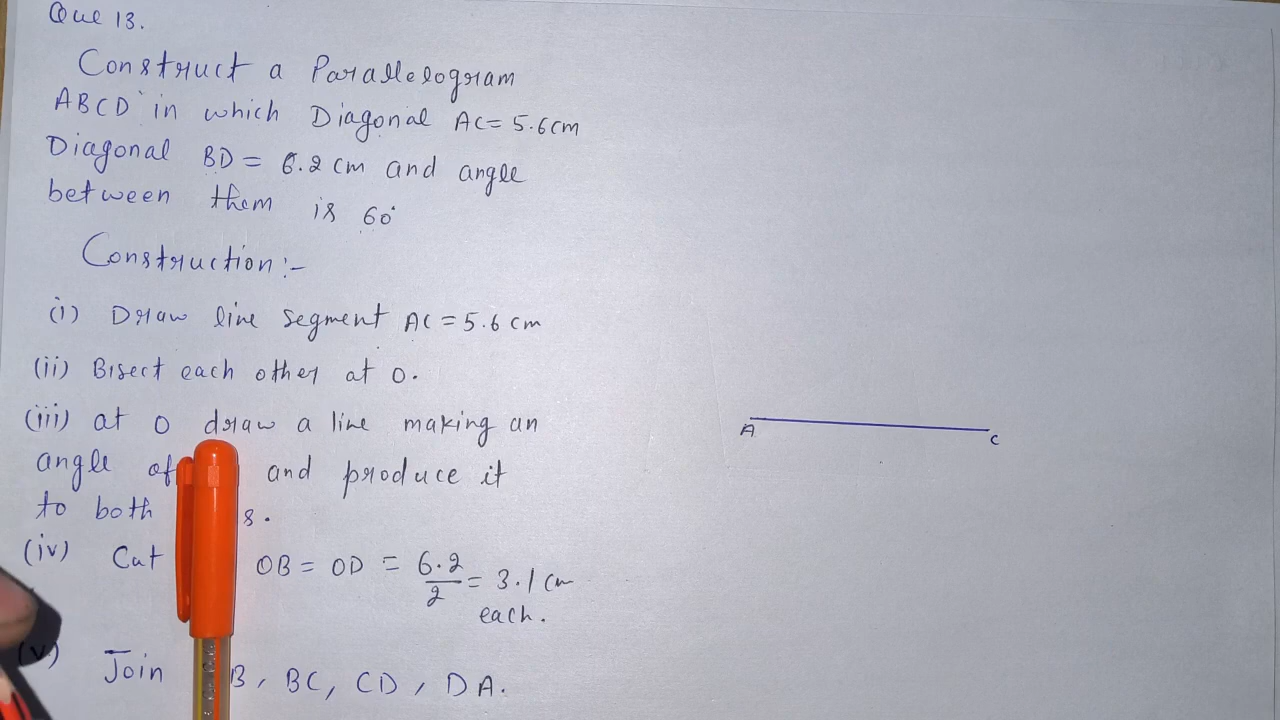 Que 13.
Construct a Parallelogram
ABCD in which Diagonal AC = 5.6 cm
Diagonal BD = 6.2 cm and angle
between them is 60°
Construction:-
(i) Draw line segment AC = 5.6 cm
(ii) Bisect each other at O.
(iii) at O draw a line making an
angle of and produce it
to both s.
(iv) Cut OB = OD = 6.2/2 = 3.1 cm
each.
(v) Join B, BC, CD, DA.
A C